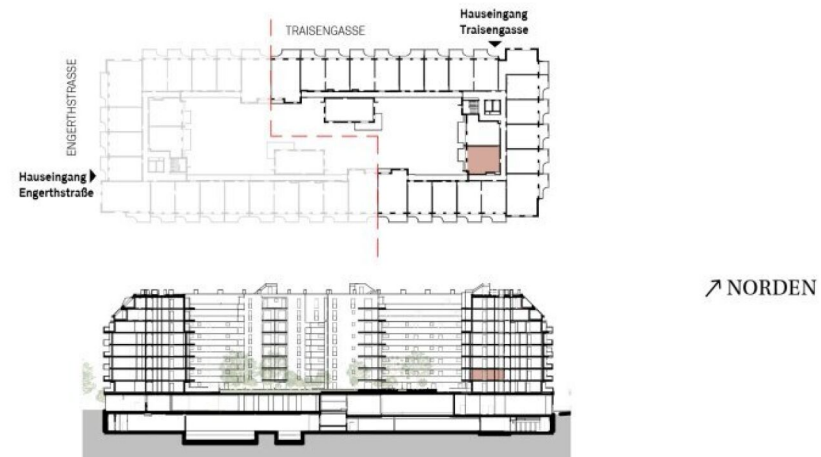 Hauseingang
Traisengasse
TRAISENGASSE
ENGERTHSTRASSE
Hauseingang
Engerthstraße
↗ NORDEN